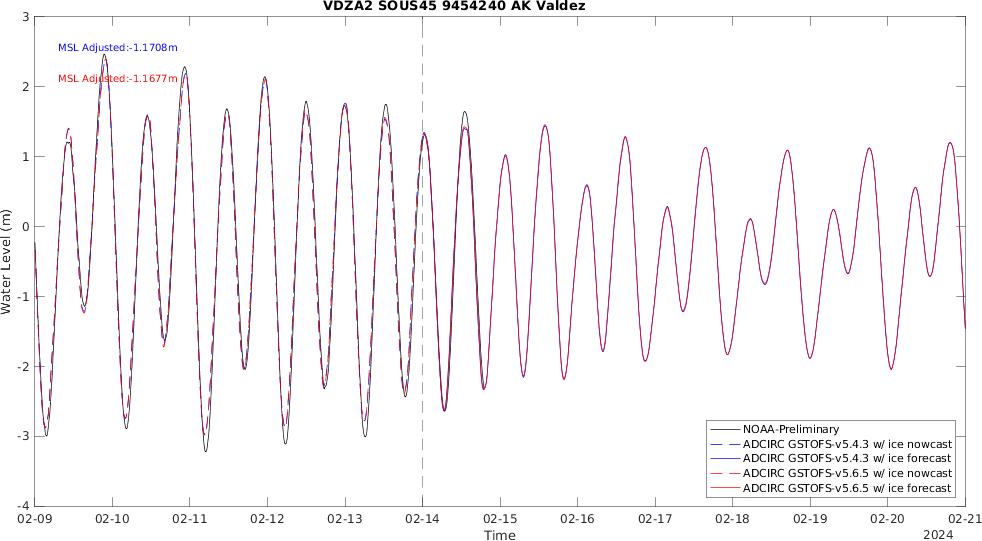 VDZA2 SOUS45 9454240 AK Valdez
MSL Adjusted:-1.1708m
MSL Adjusted:-1.1677m
Water Level (m)
3
2
1
0
-1
-2
-3
-4
NOAA-Preliminary
ADCIRC GSTOFS-v5.4.3 w/ ice nowcast
ADCIRC GSTOFS-v5.4.3 w/ ice forecast
ADCIRC GSTOFS-v5.6.5 w/ ice nowcast
ADCIRC GSTOFS-v5.6.5 w/ ice forecast
02-09 02-10 02-11 02-12 02-13 02-14 02-15 02-16 02-17 02-18 02-19 02-20 02-21
Time
2024